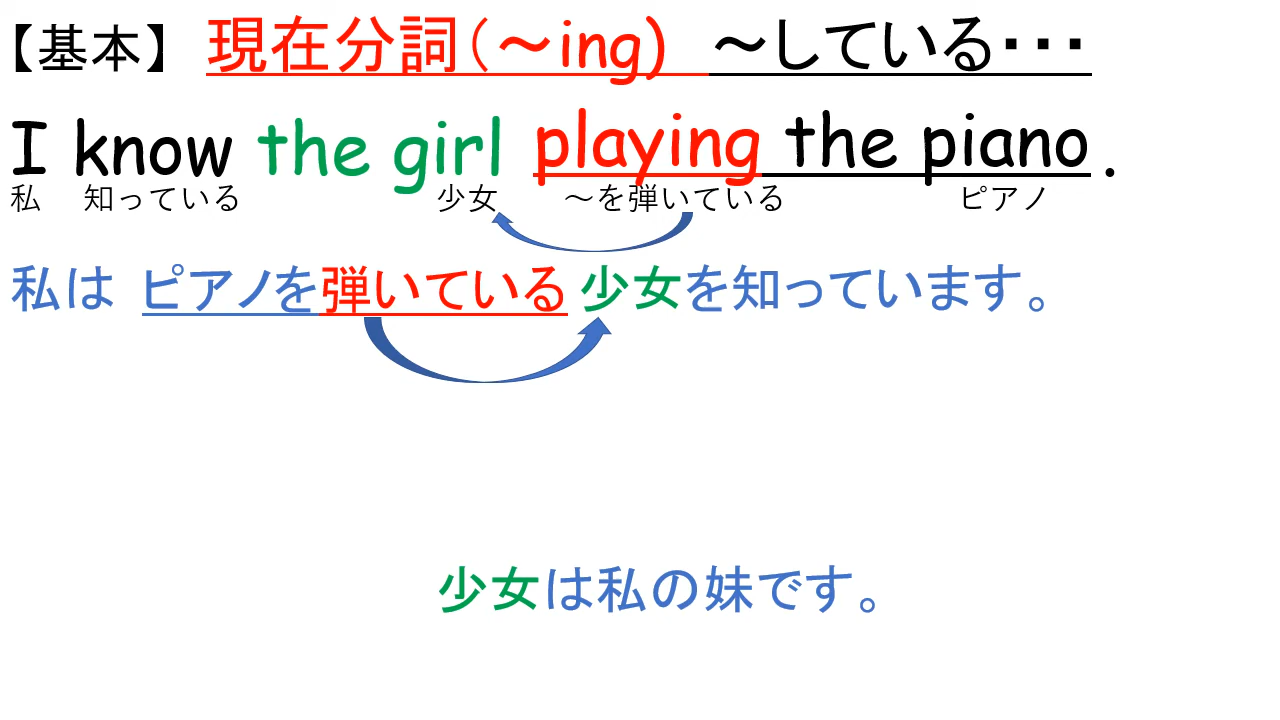 【基本】 現在分詞(～ing) ～している・・・
I know the girl playing the piano.
私 知っている 少女 ～を弾いている ピアノ
私は ピアノを弾いている 少女を知っています。
少女は私の妹です。